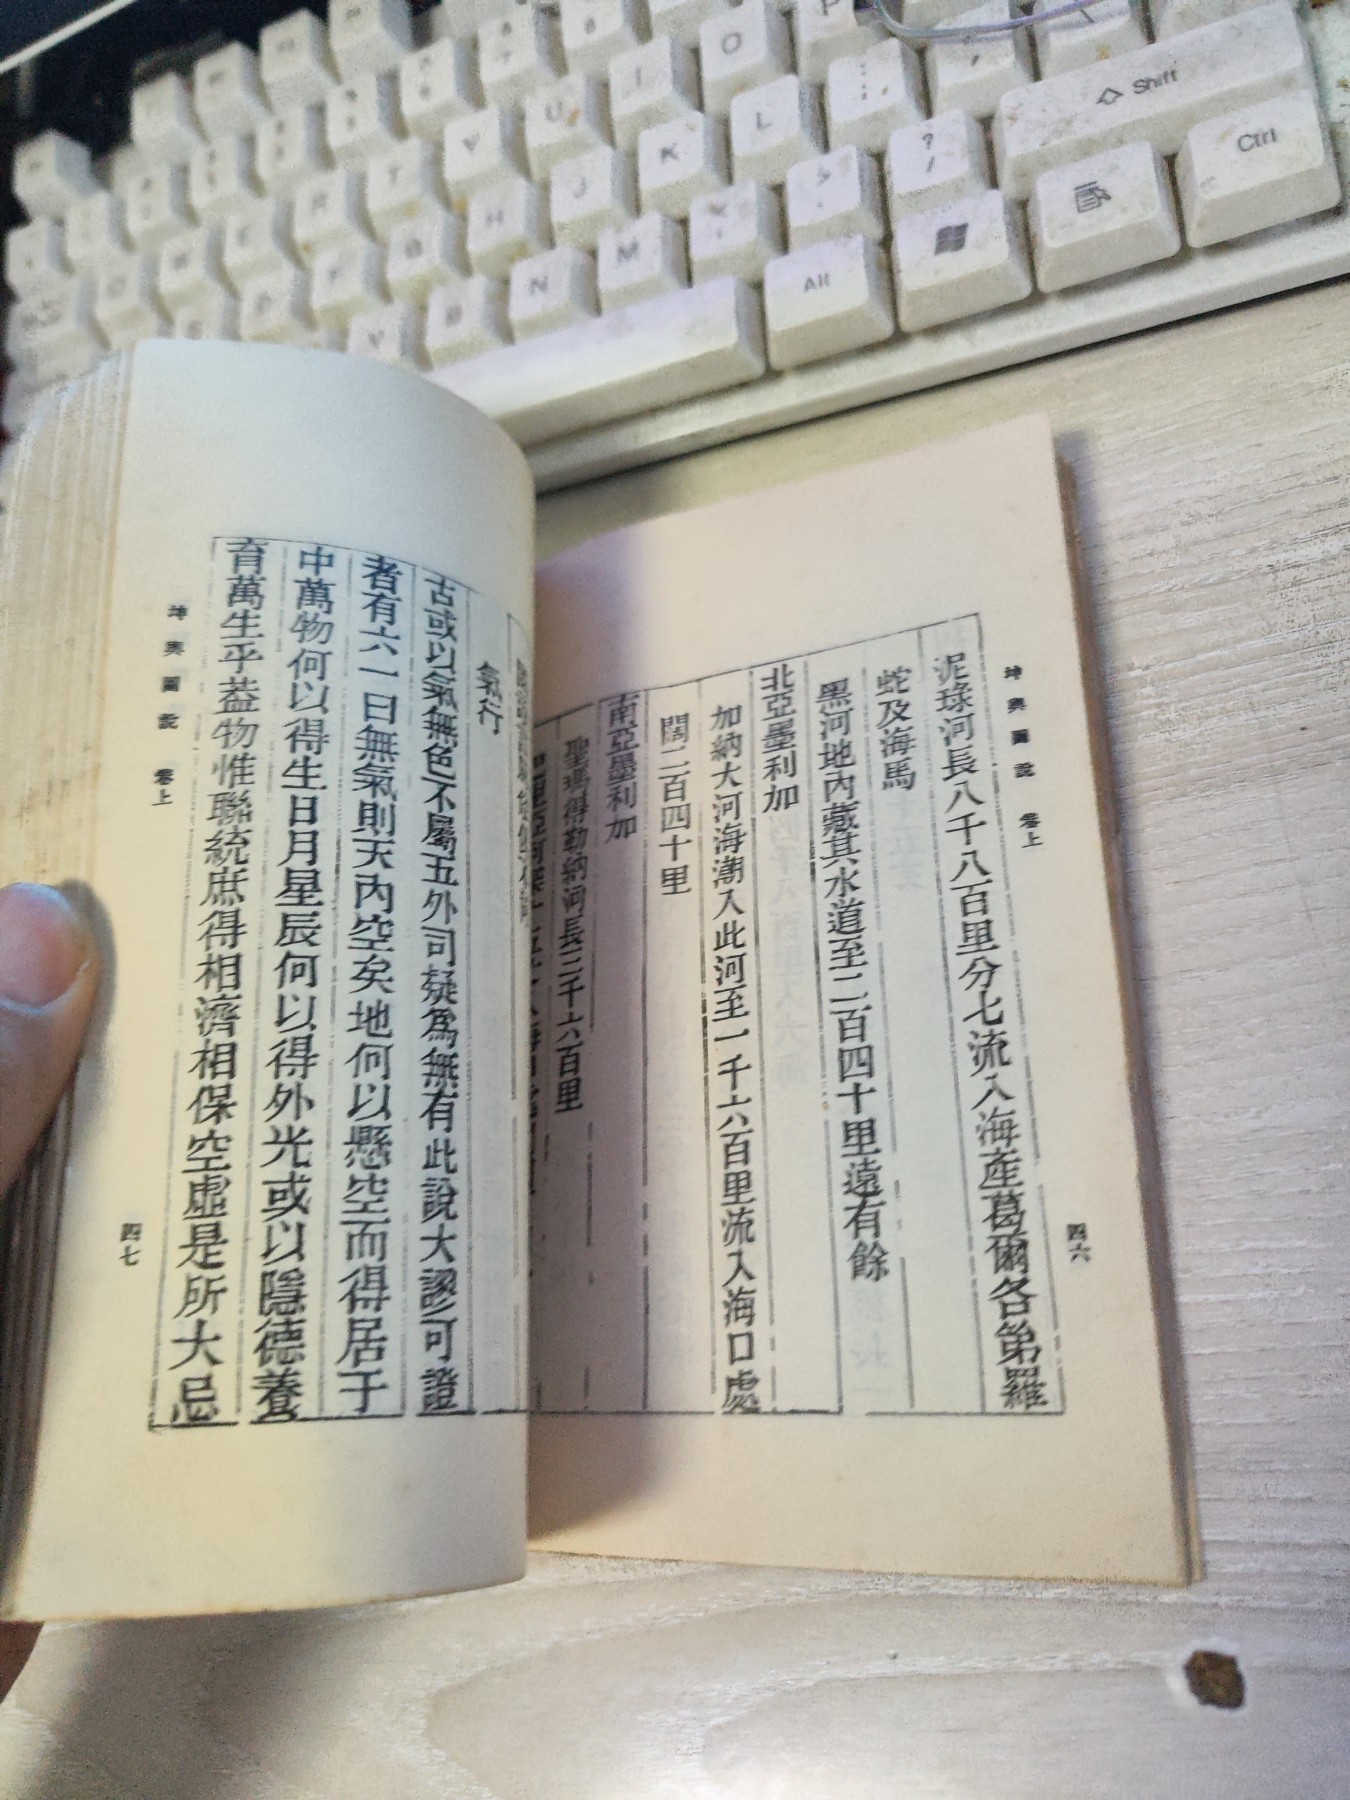 坤輿圖說 卷上
四六
泥琭河長八千八百里分七流入海產葛爾各第羅
蛇及海馬
黑河地內藏其水道至二百四十里遠有餘
北亞墨利加
加納大河海潮入此河至一千六百里流入海口處
闊二百四十里
南亞墨利加
聖瑪得勒納河長三千六百里
氣行
古或以氣無色不屬五外司疑爲無有此說大謬可證
者有六一曰無氣則天內空矣地何以懸空而得居于
中萬物何以得生日月星辰何以得外光或以隱德養
育萬生乎葢物惟聯統庶得相濟相保空虛是所大忌
坤輿圖說 卷上
四七
Shift
Ctrl
Alt
O
P
U
I
L
K
J
H
N
M
B
V
?
/